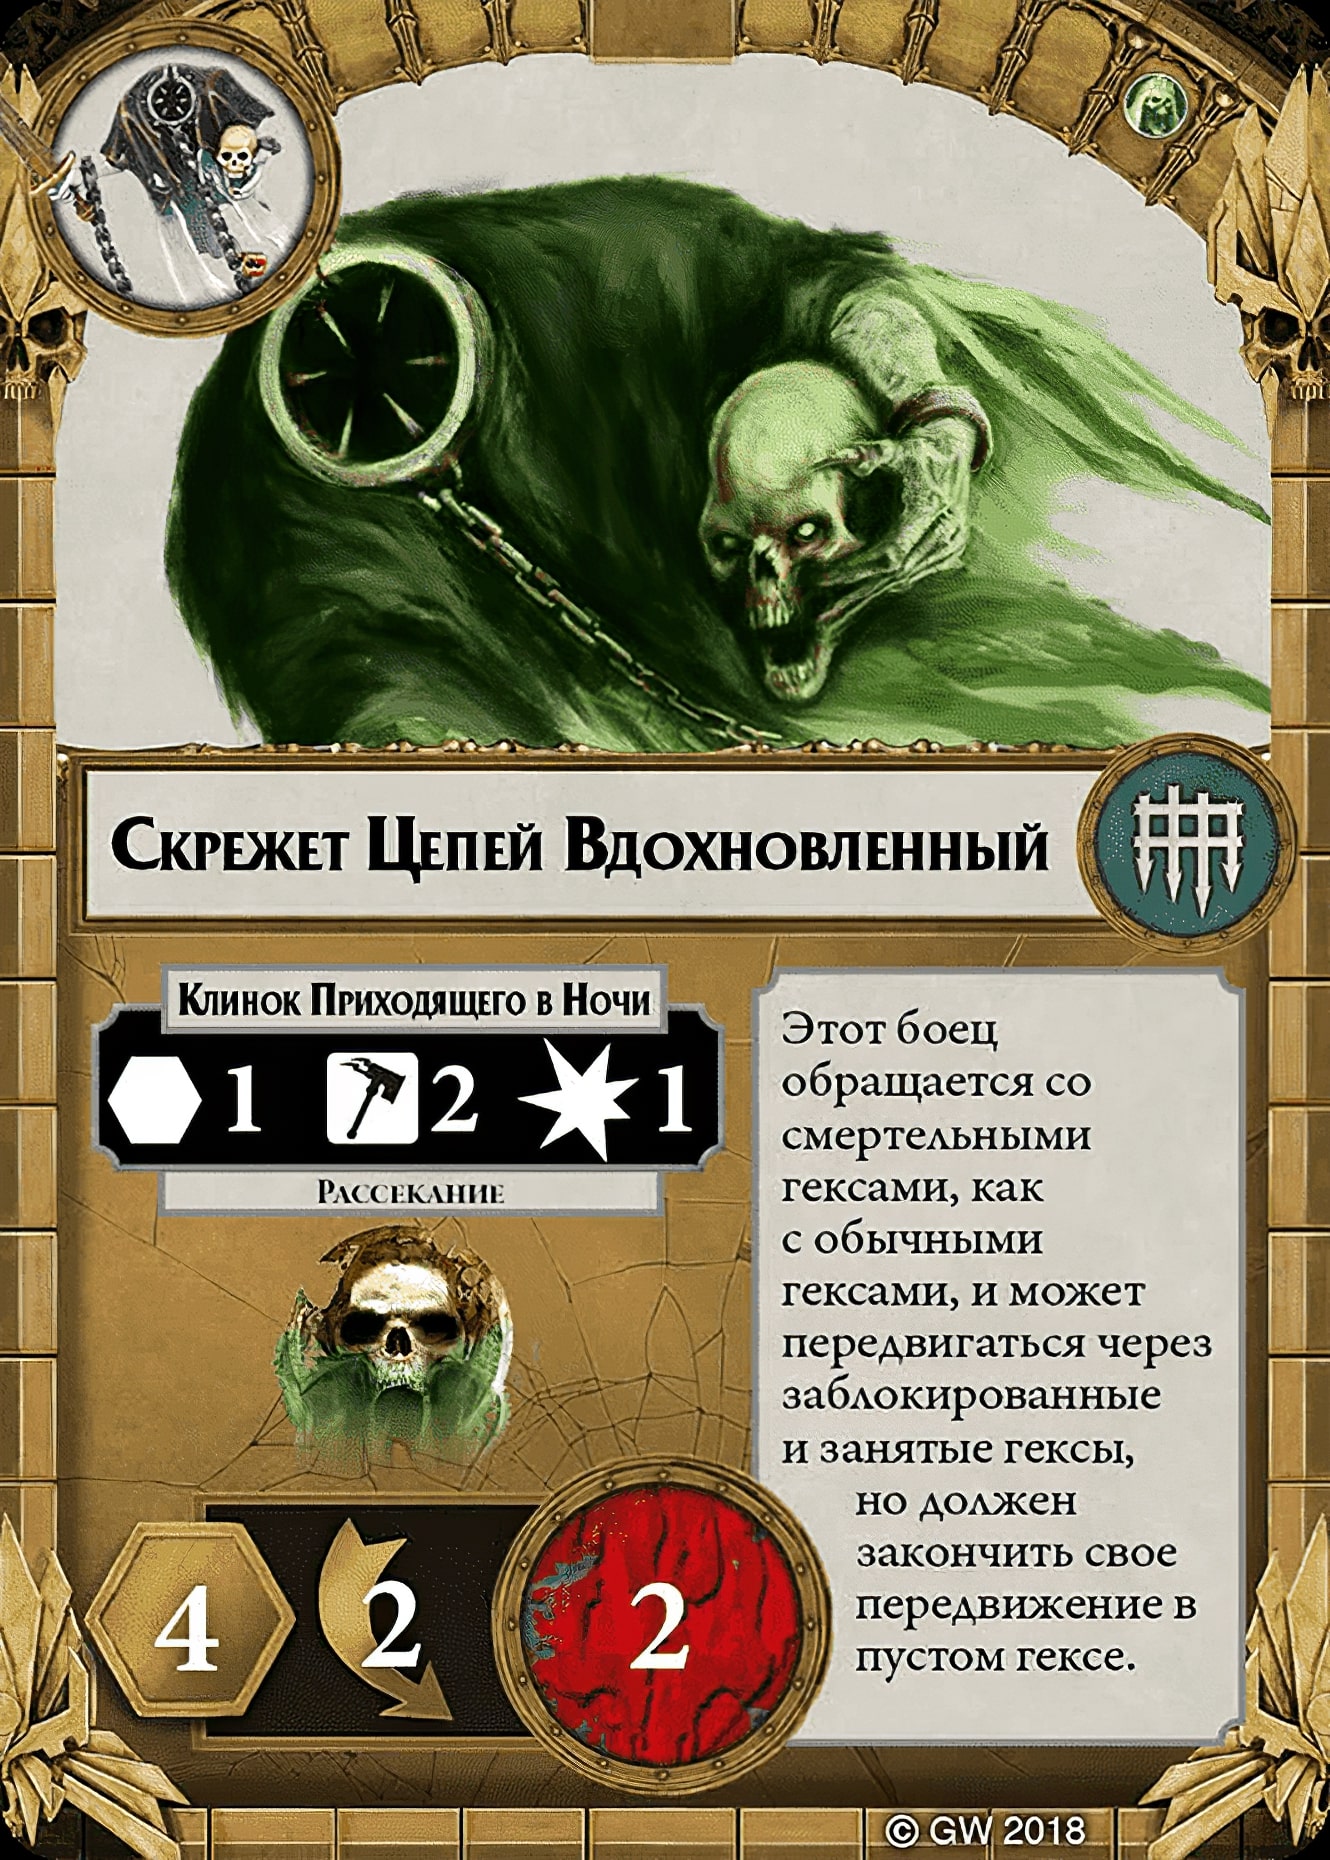 Скрежет Цепей Вдохновленный
Клинок Приходящего в Ночи
1 2 1
Рассекание
Этот боец
обращается со
смертельными
гексами, как
с обычными
гексами, и может
передвигаться через
заблокированные
и занятые гексы,
но должен
закончить свое
передвижение в
пустом гексе.
4 2 2
© GW 2018